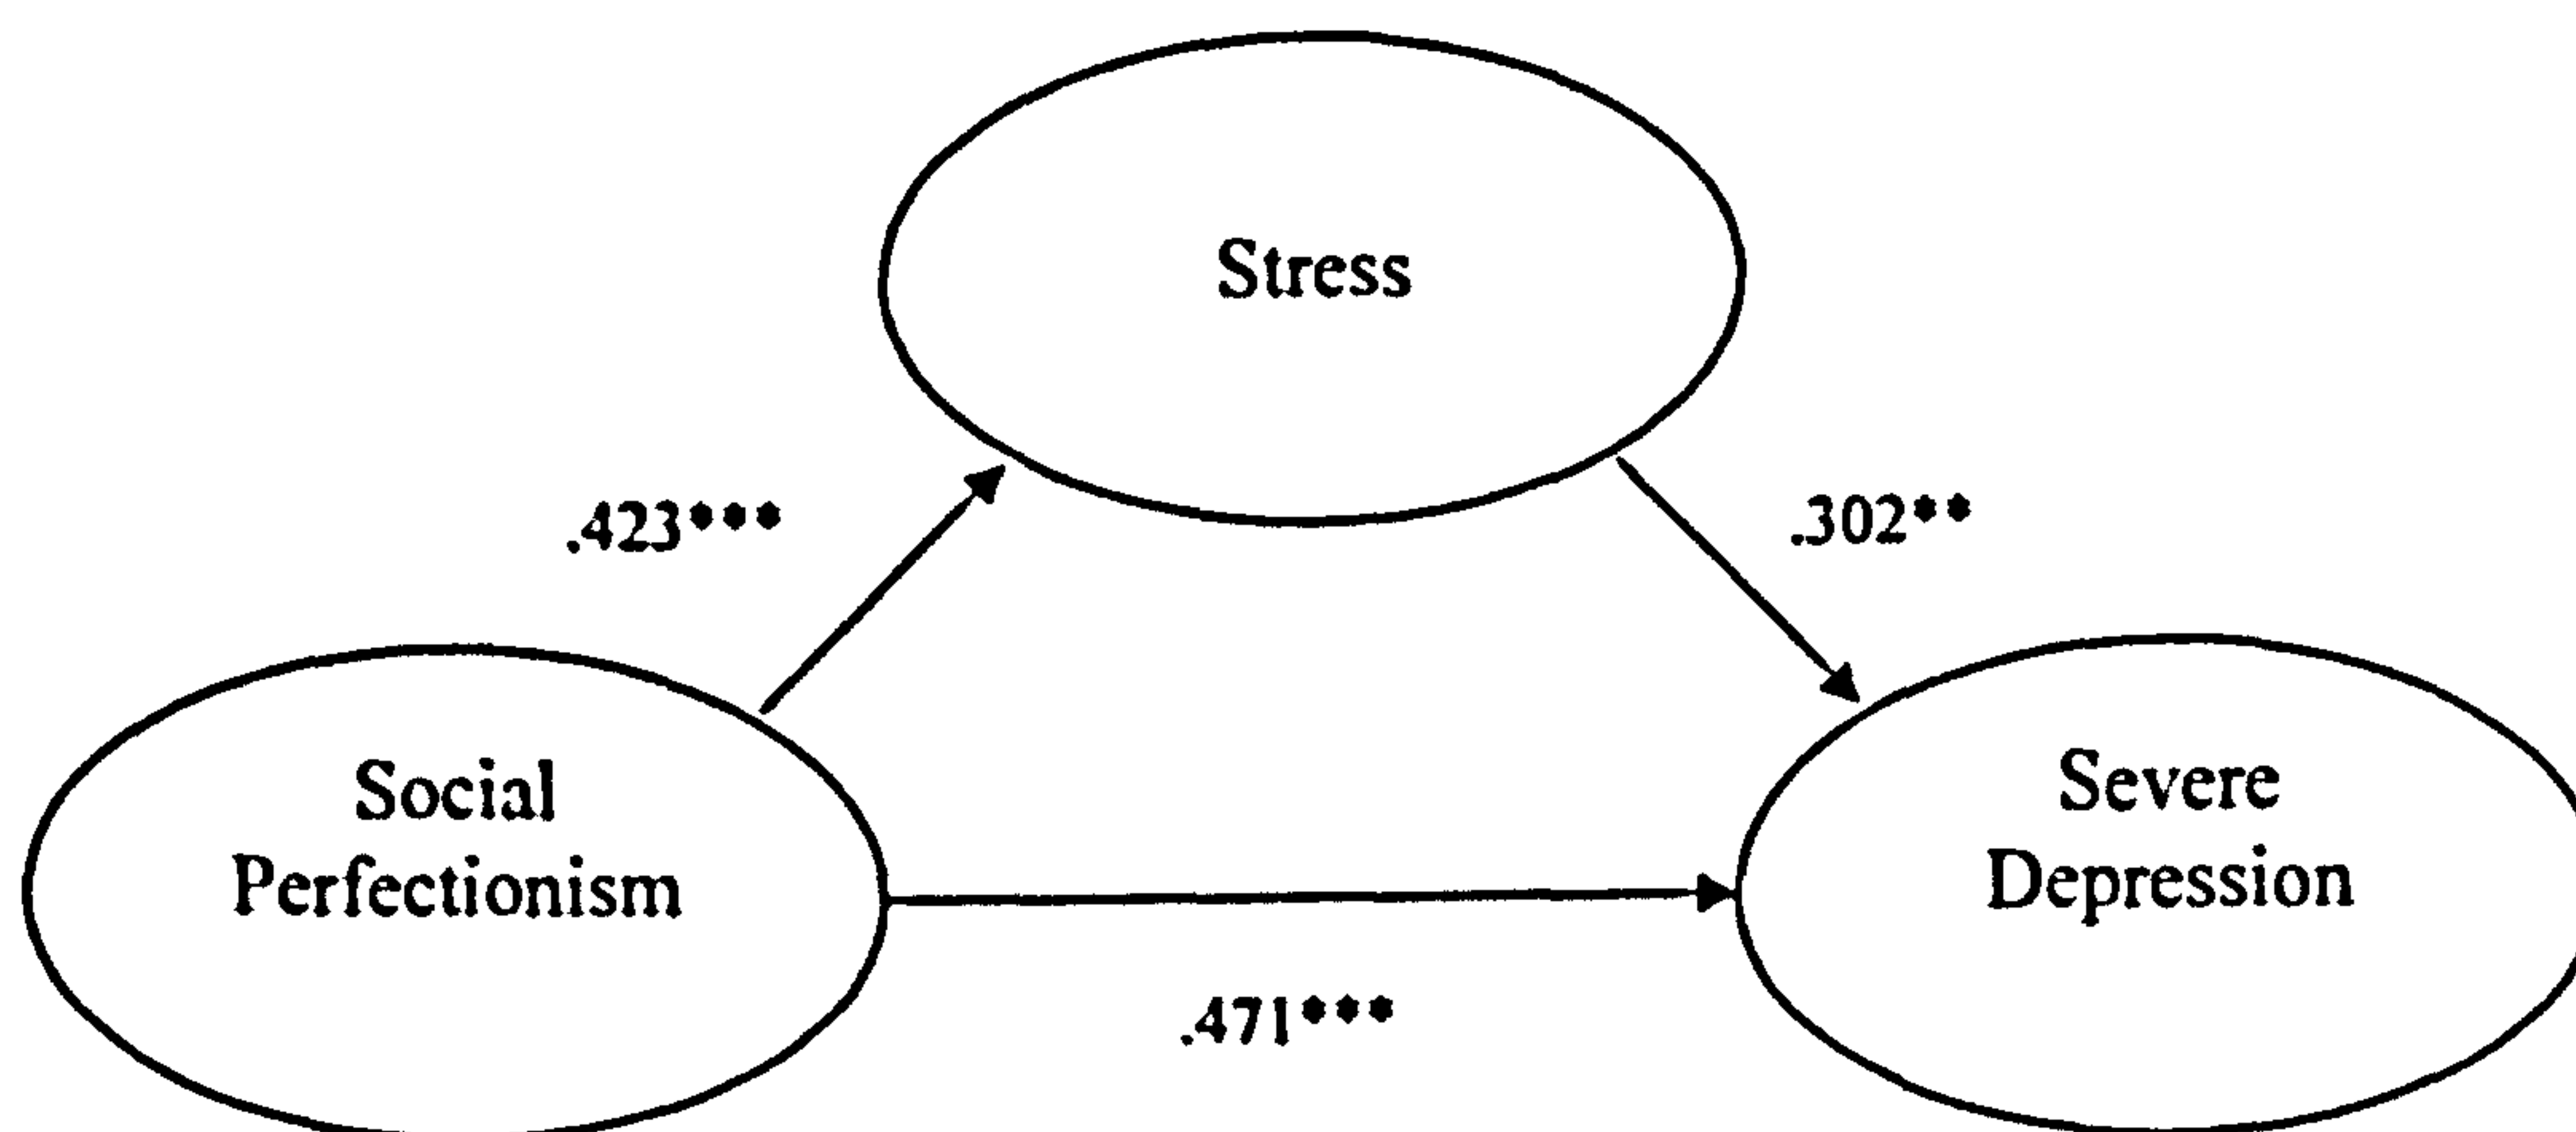 Stress
.423***
.302**
Social
Perfectionism
Severe
Depression
.471***